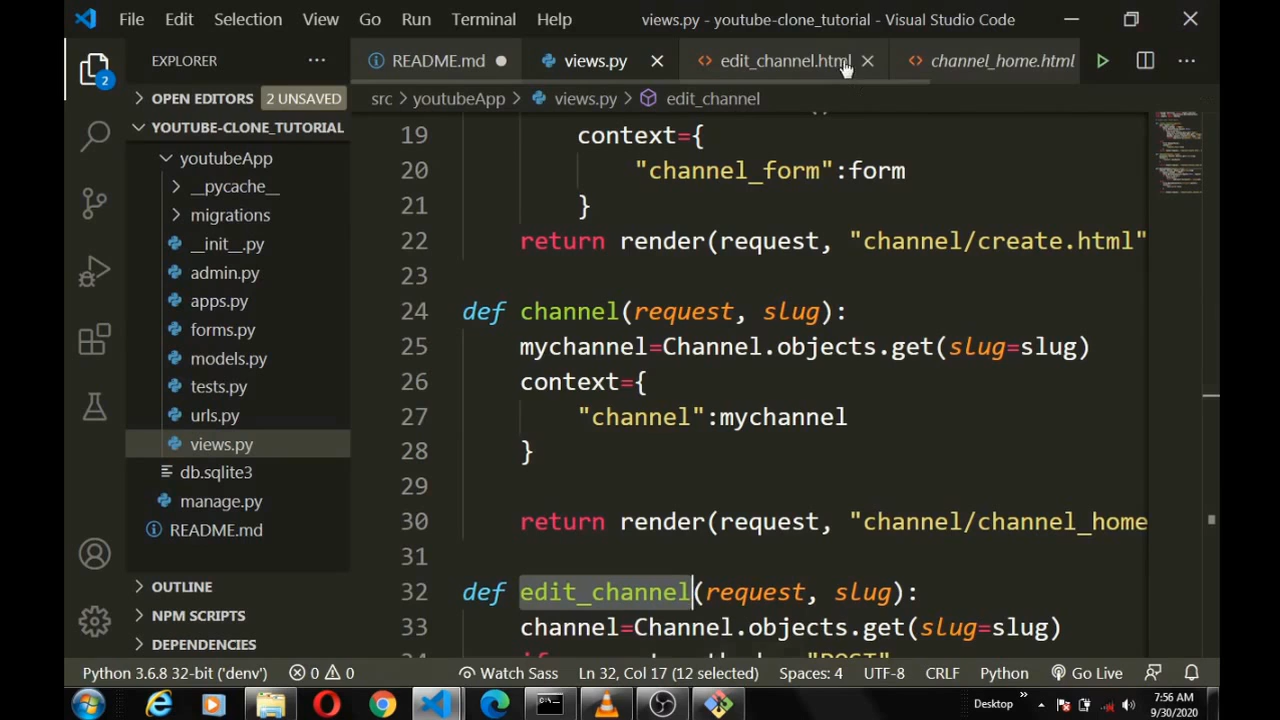 File Edit Selection View Go Run Terminal Help views.py - youtube-clone_tutorial - Visual Studio Code
EXPLORER README.md views.py edit_channel.html channel_home.html
OPEN EDITORS 2 UNSAVED
src > youtubeApp > views.py > edit_channel
YOUTUBE-CLONE_TUTORIAL
youtubeApp
__pycache__
migrations
__init__.py
admin.py
apps.py
forms.py
models.py
tests.py
urls.py
views.py
db.sqlite3
manage.py
README.md
OUTLINE
NPM SCRIPTS
DEPENDENCIES
2
19 context={
20 "channel_form":form
21 }
22 return render(request, "channel/create.html"
23
24 def channel(request, slug):
25 mychannel=Channel.objects.get(slug=slug)
26 context={
27 "channel":mychannel
28 }
29
30 return render(request, "channel/channel_home
31
32 def edit_channel(request, slug):
33 channel=Channel.objects.get(slug=slug)
Python 3.6.8 32-bit ('denv') 0 0 Watch Sass Ln 32, Col 17 (12 selected) Spaces: 4 UTF-8 CRLF Python Go Live
Desktop 7:56 AM
9/30/2020